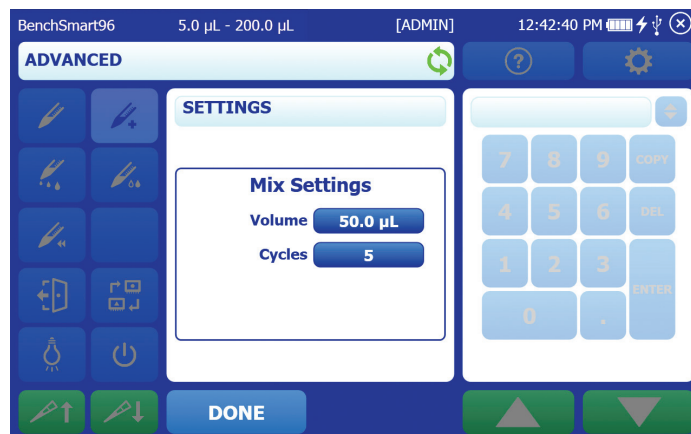 BenchSmart96 5.0 µL - 200.0 µL [ADMIN] 12:42:40 PM
ADVANCED ?
SETTINGS
7 8 9 COPY
Mix Settings
Volume 50.0 µL
4 5 6 DEL
Cycles 5
1 2 3
ENTER
0 .
DONE